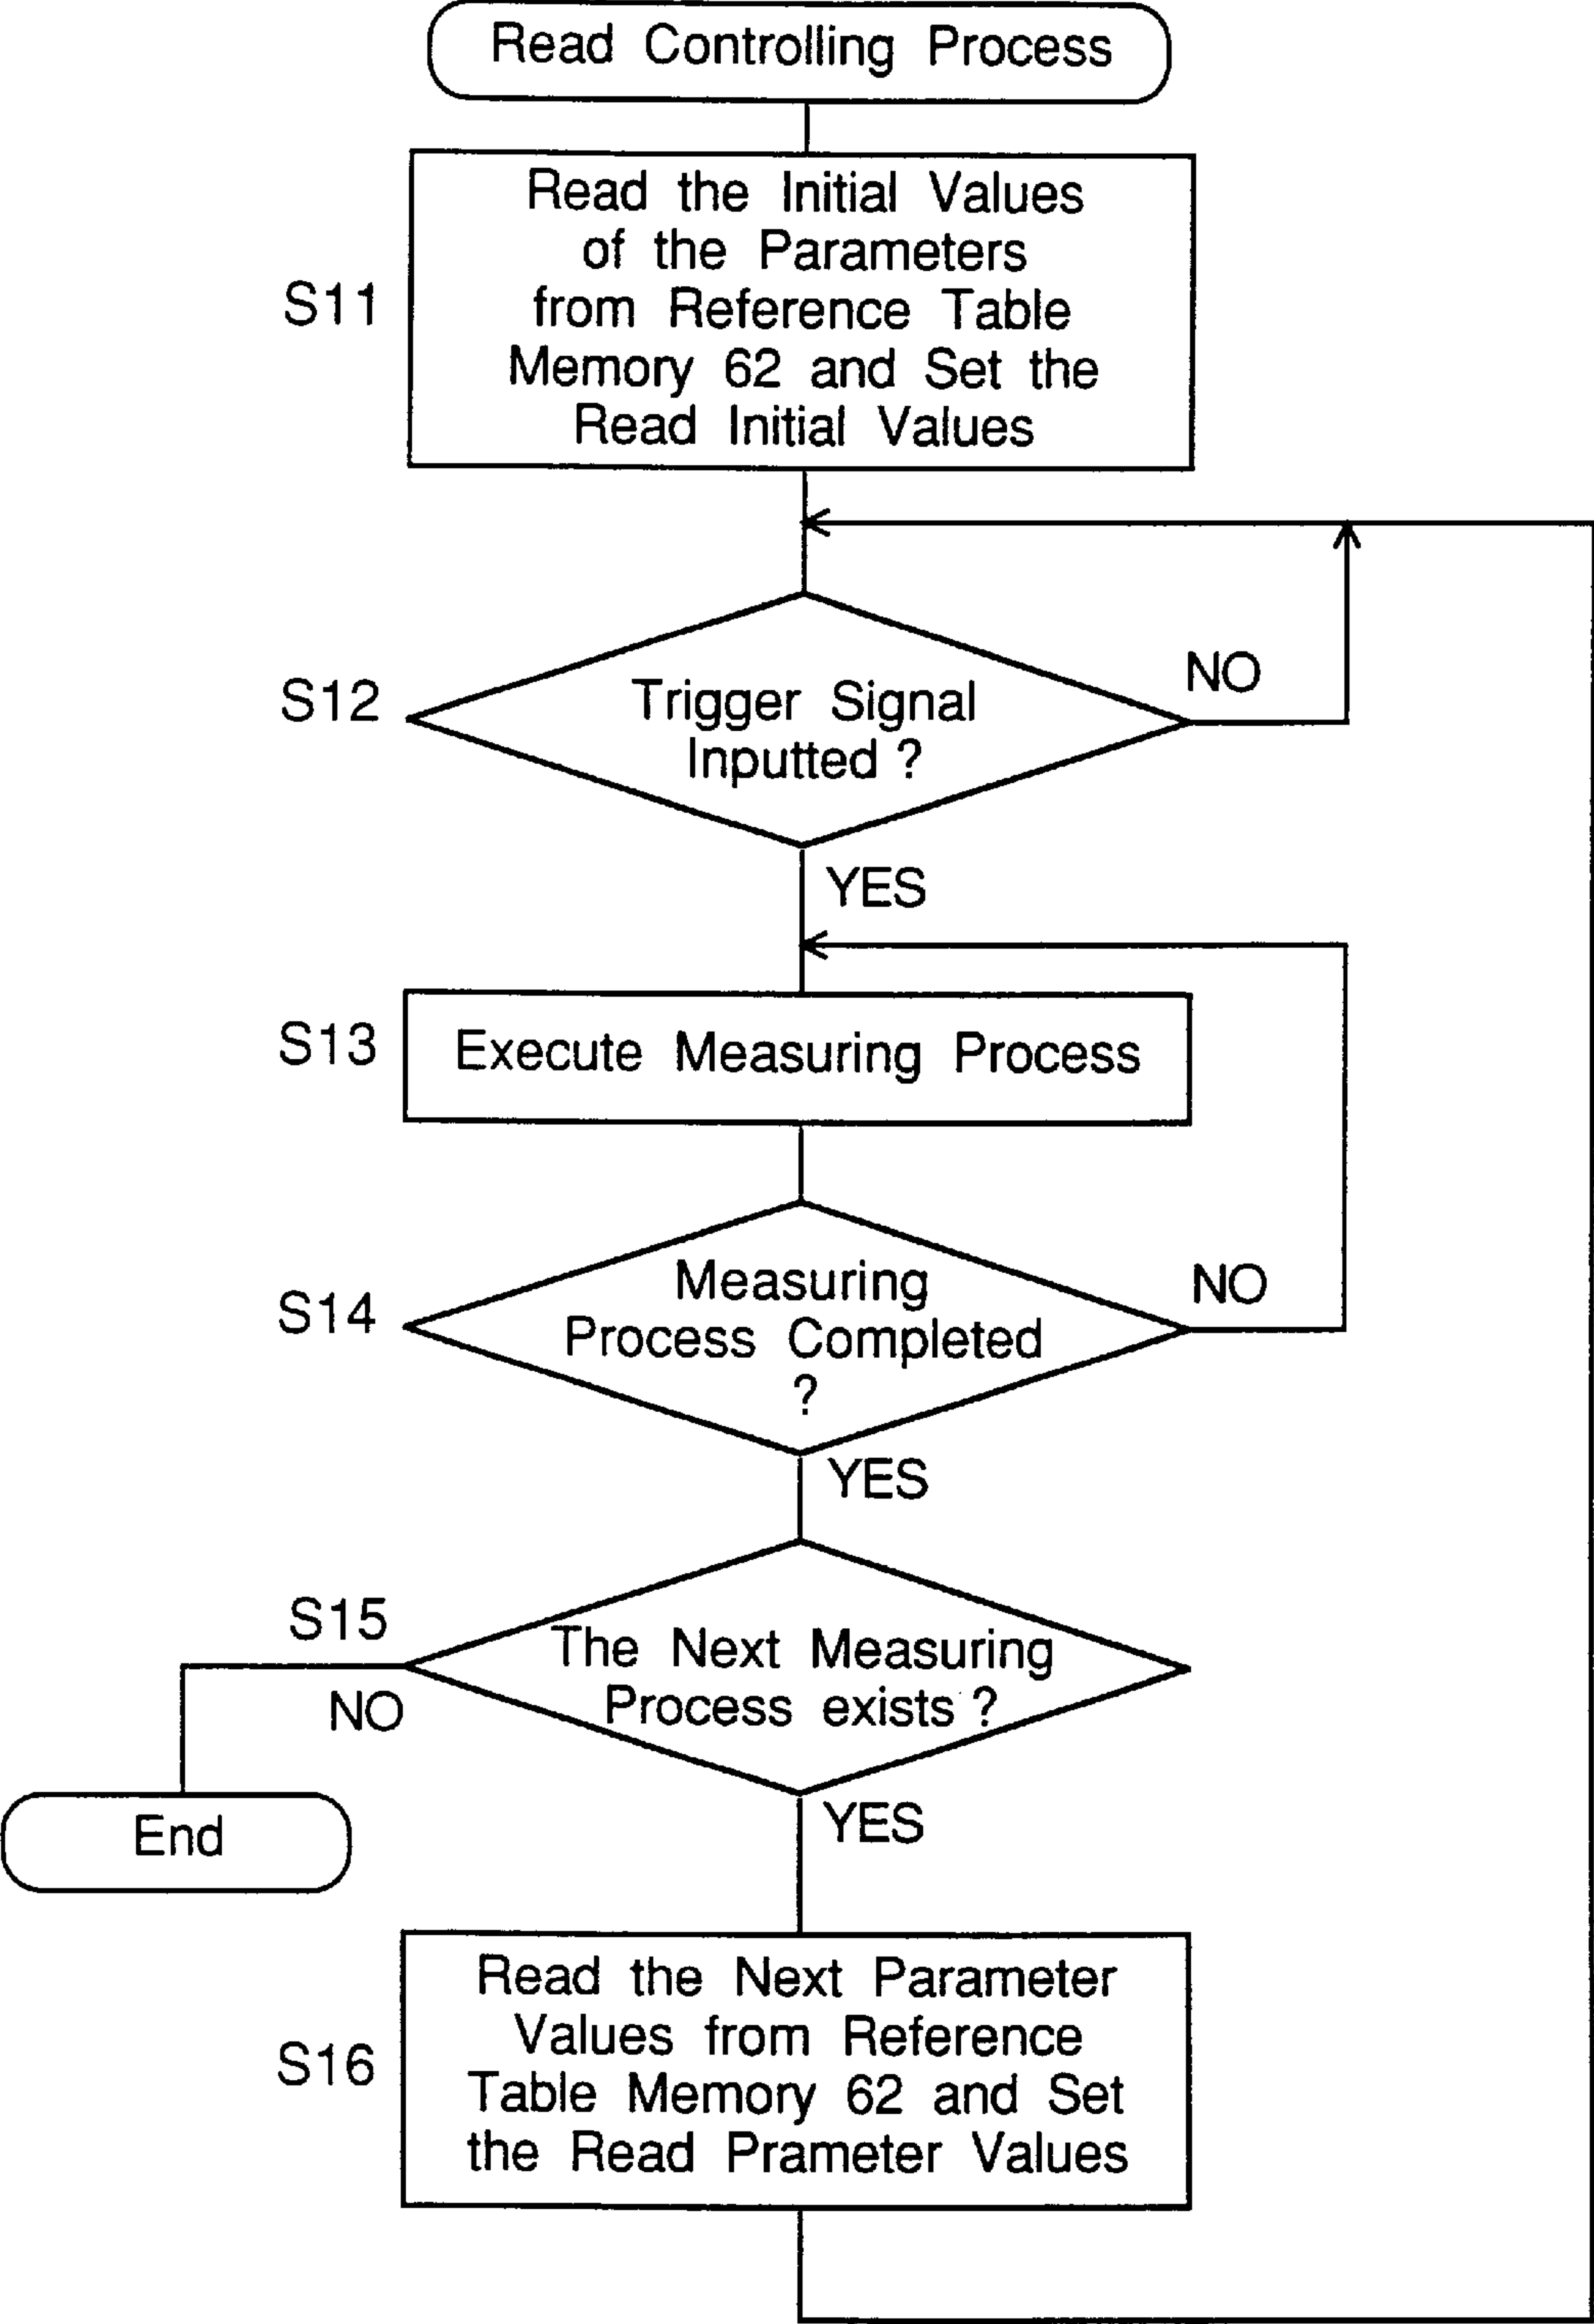 Read Controlling Process
Read the Initial Values
of the Parameters
from Reference Table
Memory 62 and Set the
Read Initial Values
S11
S12
Trigger Signal
Inputted ?
NO
YES
S13
Execute Measuring Process
S14
Measuring
Process Completed
?
NO
YES
S15
The Next Measuring
Process exists ?
NO
YES
End
S16
Read the Next Parameter
Values from Reference
Table Memory 62 and Set
the Read Prameter Values